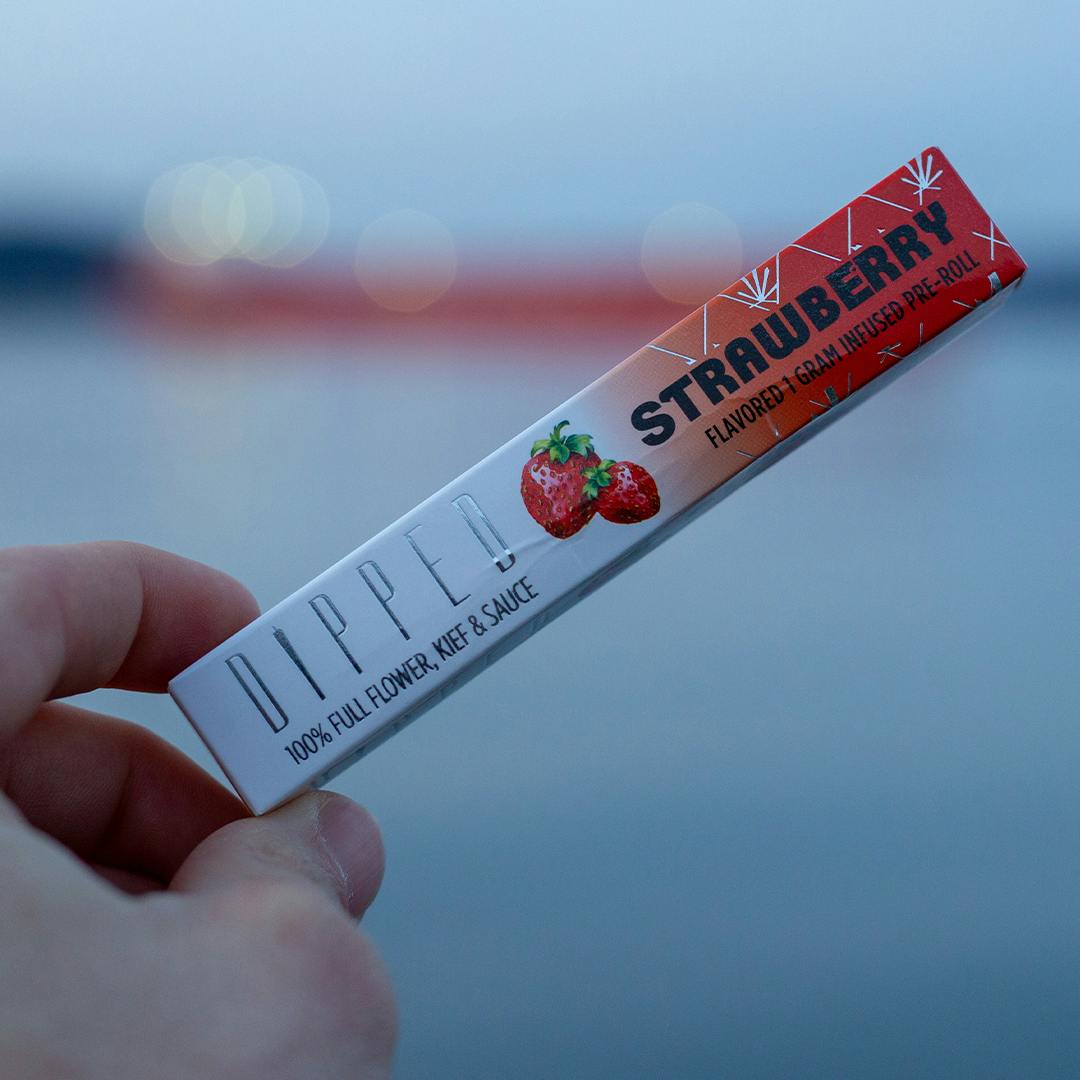 DIPPED
100% FULL FLOWER, KIEF & SAUCE
STRAWBERRY
FLAVORED 1 GRAM INFUSED PRE-ROLL